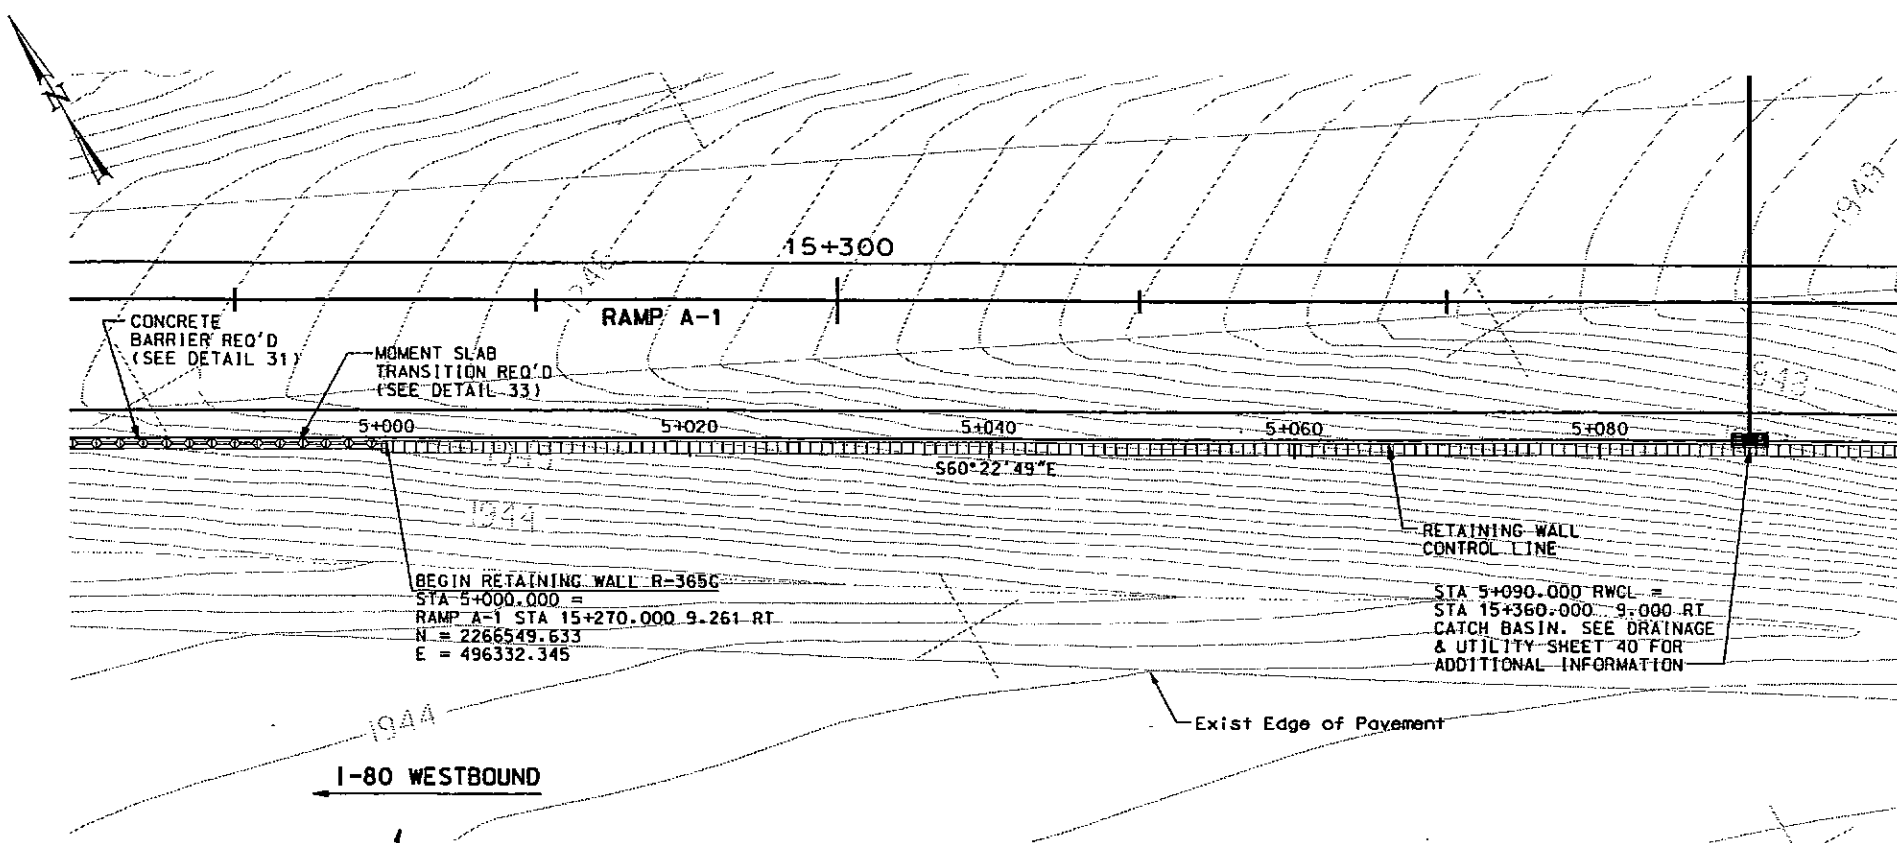 N
1949
15+300
1946
RAMP A-1
CONCRETE
BARRIER REQ'D
(SEE DETAIL 31)
MOMENT SLAB
TRANSITION REQ'D
(SEE DETAIL 33)
5+000
5+020
5+040
5+060
5+080
S60°22'49"E
1944
RETAINING WALL
CONTROL LINE
BEGIN RETAINING WALL R-365G
STA 5+000.000 =
RAMP A-1 STA 15+270.000 9.261 RT
N = 2266549.633
E = 496332.345
STA 5+090.000 RWCL =
STA 15+360.000 9.000 RT
CATCH BASIN. SEE DRAINAGE
& UTILITY SHEET 40 FOR
ADDITIONAL INFORMATION
1944
Exist Edge of Pavement
I-80 WESTBOUND